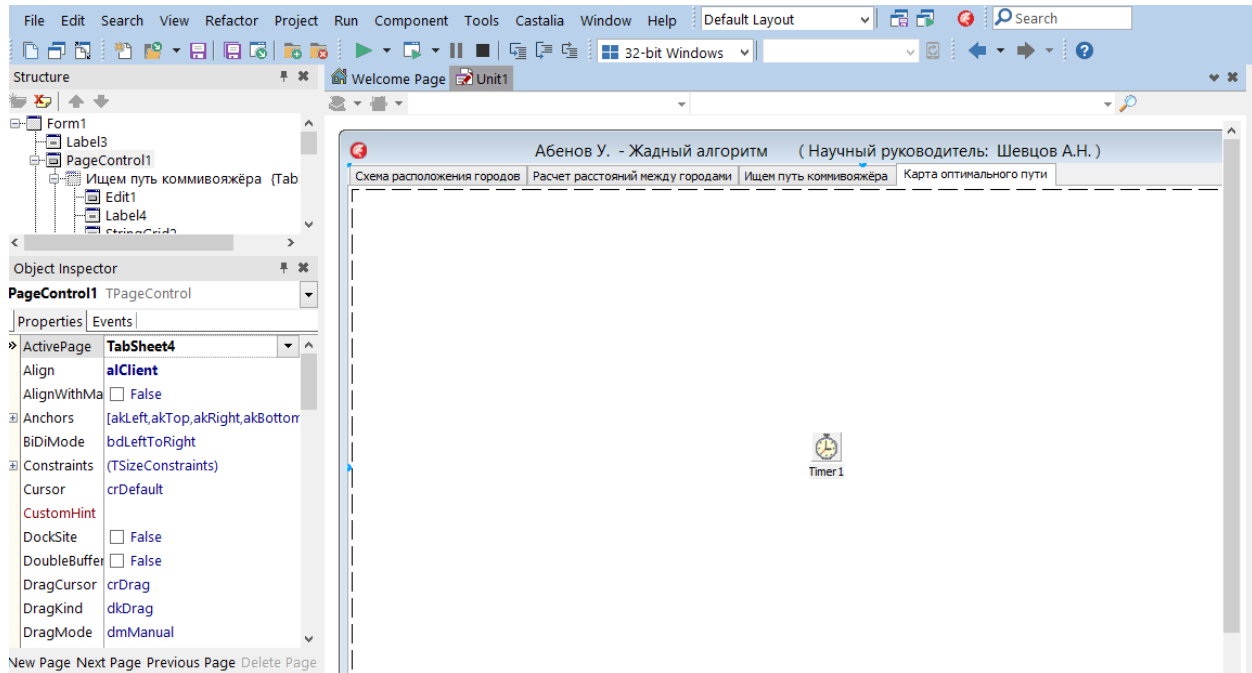 File Edit Search View Refactor Project Run Component Tools Castalia Window Help Default Layout Search
32-bit Windows
Structure
Welcome Page Unit1
Form1
Label3
PageControl1
Ищем путь коммивояжёра {Tab
Edit1
Label4
StringGrid2
Абенов У. - Жадный алгоритм ( Научный руководитель: Шевцов А.Н. )
Схема расположения городов Расчет расстояний между городами Ищем путь коммивояжёра Карта оптимального пути
Timer1
Object Inspector
PageControl1 TPageControl
Properties Events
ActivePage TabSheet4
Align alClient
AlignWithMa False
Anchors [akLeft,akTop,akRight,akBottom
BiDiMode bdLeftToRight
Constraints (TSizeConstraints)
Cursor crDefault
CustomHint
DockSite False
DoubleBuffer False
DragCursor crDrag
DragKind dkDrag
DragMode dmManual
New Page Next Page Previous Page Delete Page